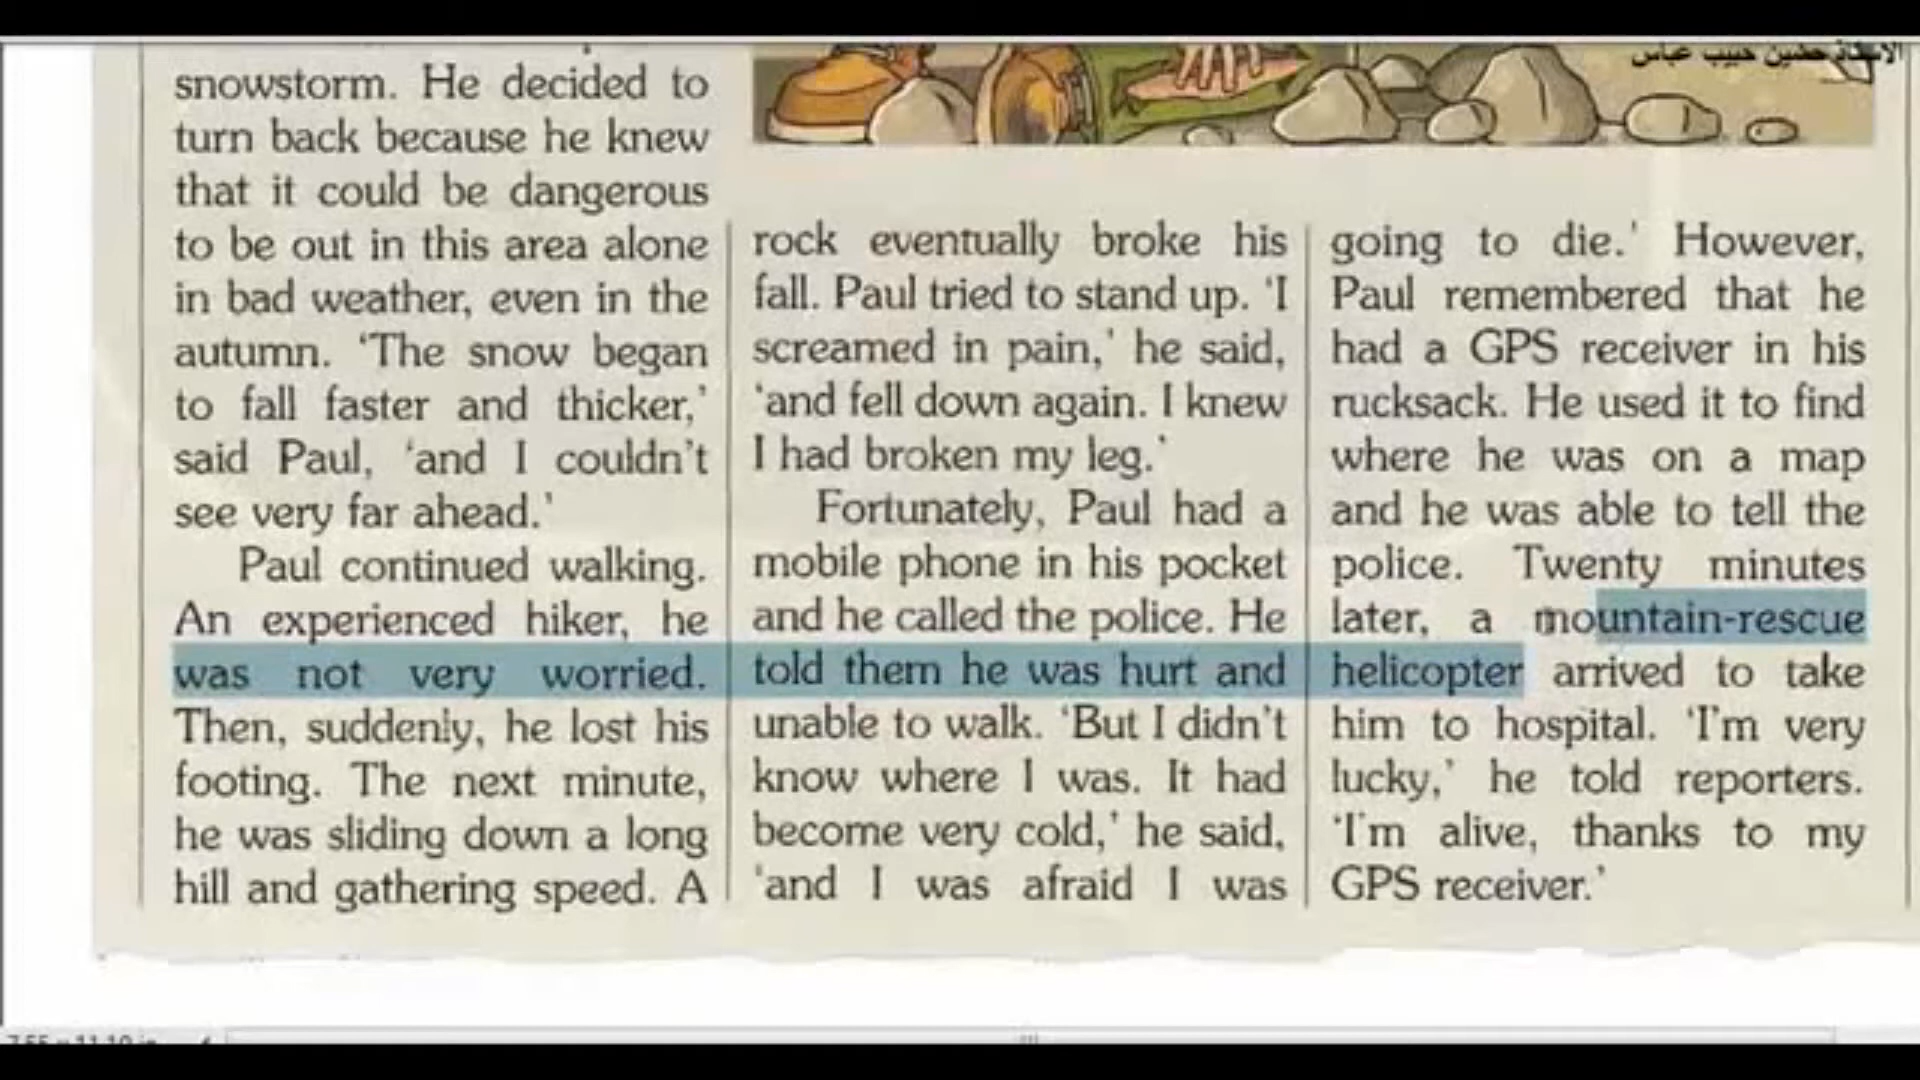 الاستاذ حسين حبيب عباس
snowstorm. He decided to
turn back because he knew
that it could be dangerous
to be out in this area alone
in bad weather, even in the
autumn. ‘The snow began
to fall faster and thicker,’
said Paul, ‘and I couldn’t
see very far ahead.’
Paul continued walking.
An experienced hiker, he
was not very worried.
Then, suddenly, he lost his
footing. The next minute,
he was sliding down a long
hill and gathering speed. A
rock eventually broke his
fall. Paul tried to stand up. ‘I
screamed in pain,’ he said,
‘and fell down again. I knew
I had broken my leg.’
Fortunately, Paul had a
mobile phone in his pocket
and he called the police. He
told them he was hurt and
unable to walk. ‘But I didn’t
know where I was. It had
become very cold,’ he said,
‘and I was afraid I was
going to die.’ However,
Paul remembered that he
had a GPS receiver in his
rucksack. He used it to find
where he was on a map
and he was able to tell the
police. Twenty minutes
later, a mountain-rescue
helicopter arrived to take
him to hospital. ‘I’m very
lucky,’ he told reporters.
‘I’m alive, thanks to my
GPS receiver.’